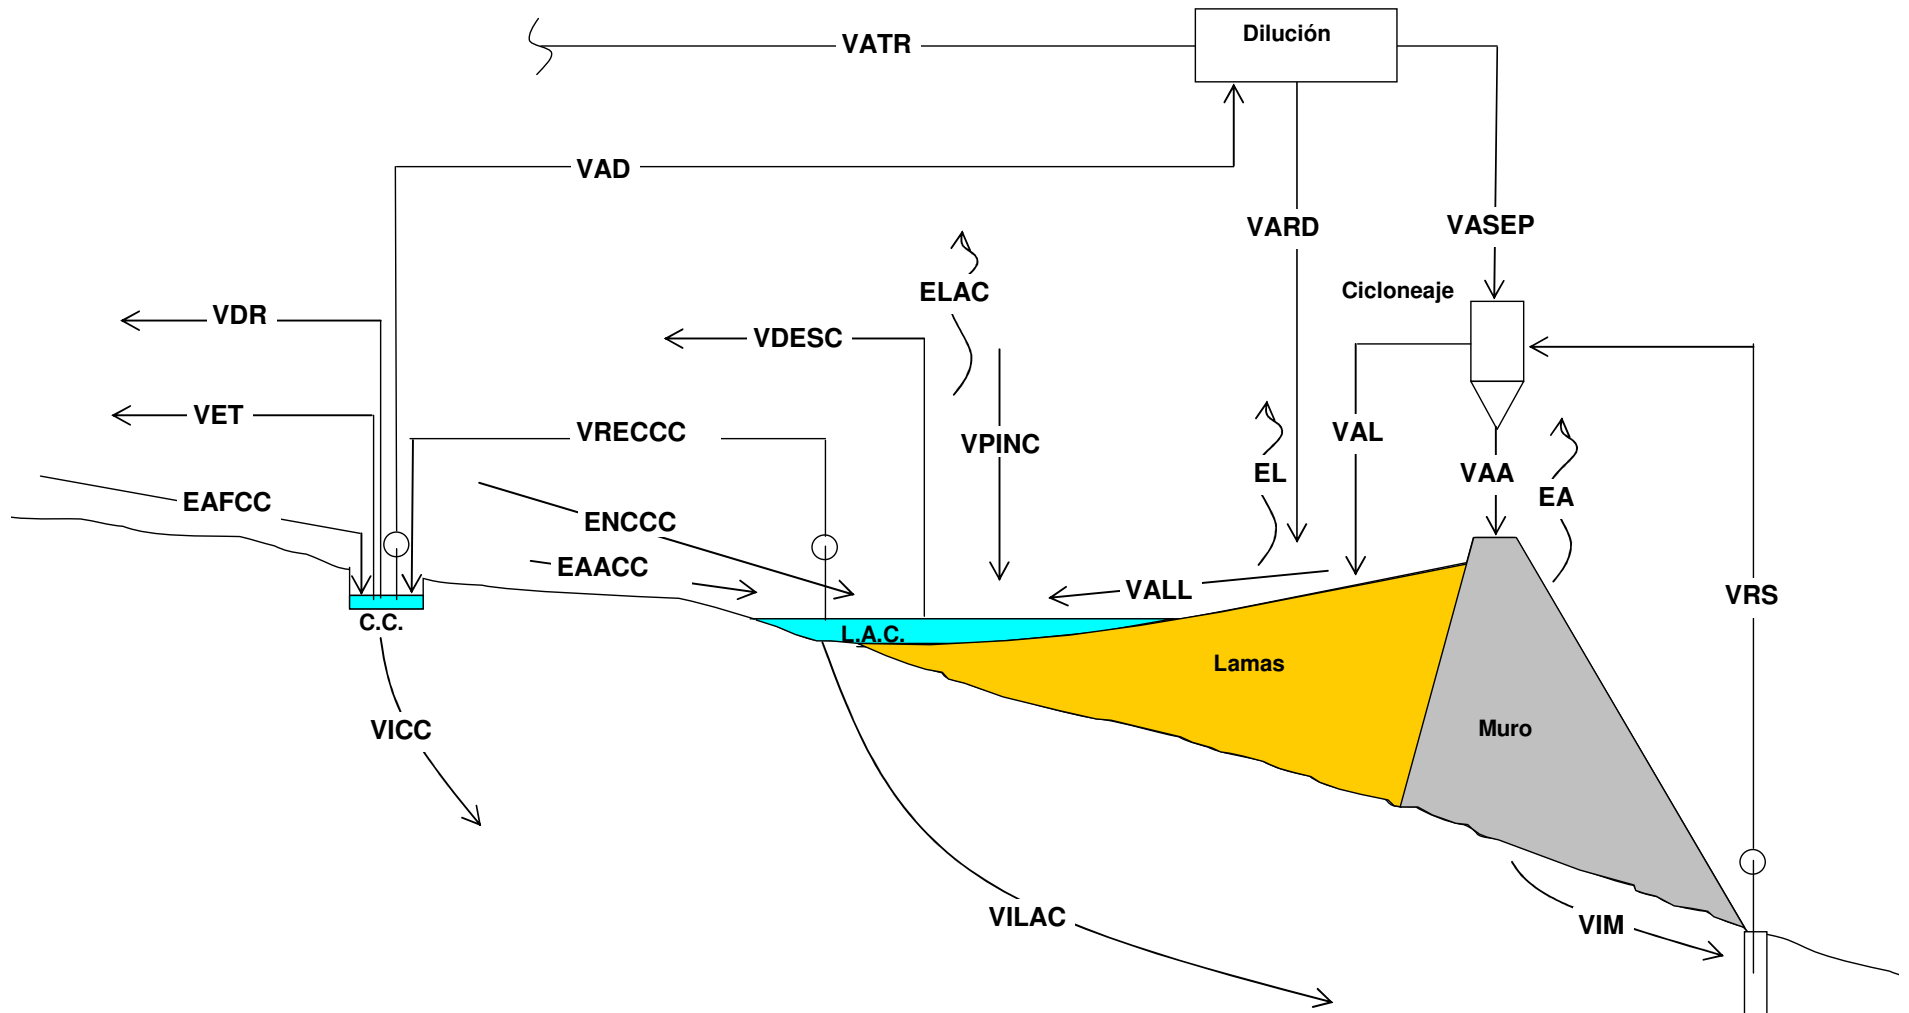 Dilución
VATR
VAD
VARD
VASEP
ELAC
Cicloneaje
VDR
VDESC
VET
VRECCC
VPINC
VAL
EL
VAA
EA
EAFCC
ENCCC
EAACC
VALL
VRS
C.C.
L.A.C.
Lamas
VICC
Muro
VILAC
VIM